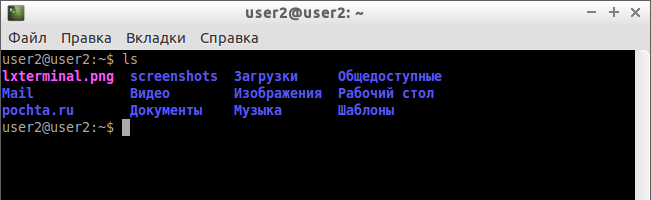 user2@user2: ~
Файл Правка Вкладки Справка
user2@user2:~$ ls
lxterminal.png screenshots Загрузки Общедоступные
Mail Видео Изображения Рабочий стол
pochta.ru Документы Музыка Шаблоны
user2@user2:~$